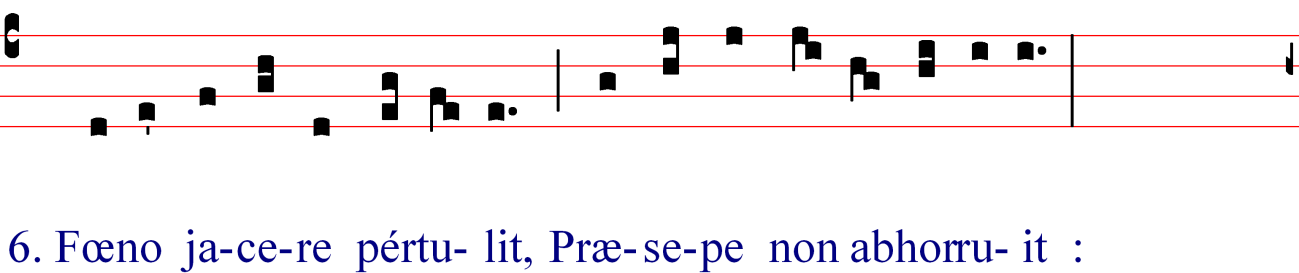 6. Fœno ja-ce-re pértu- lit, Præ-se-pe non abhorru- it :